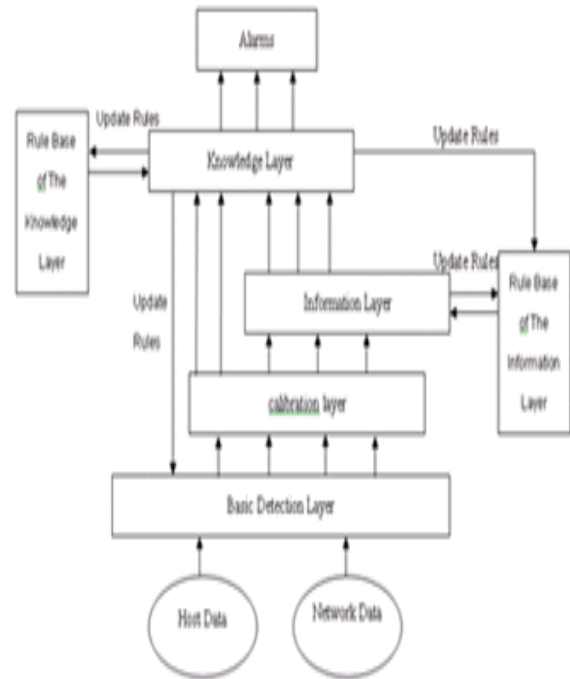 Alarms
Update Rules
Rule Base
of The
Knowledge
Layer
Knowledge Layer
Update Rules
Update
Rules
Information Layer
Update Rules
Rule Base
of The
Information
Layer
calibration layer
Basic Detection Layer
Host Data
Network Data